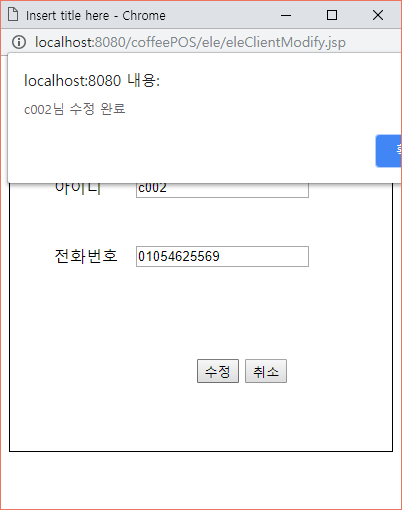 Insert title here - Chrome
localhost:8080/coffeePOS/ele/eleClientModify.jsp
localhost:8080 내용:
c002님 수정 완료
아이디 c002
전화번호 01054625569
수정 취소